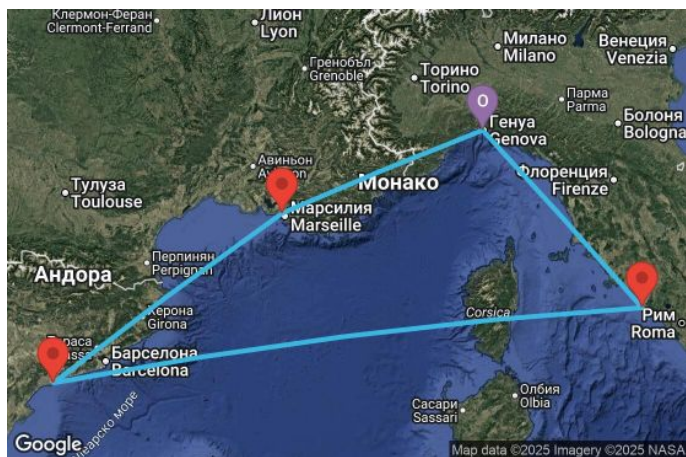 Клермон-Феран
Clermont-Ferrand
Лион
Lyon
Милано
Milano
Венеция
Venezia
Гренобъл
Grenoble
Торино
Torino
Парма
Parma
О
Генуа
Genova
Болоня
Bologna
Авиньон
Монако
Флоренция
Firenze
Тулуза
Toulouse
Марсилия
Marseille
Перпинян
Perpignan
Андора
Corsica
Рим
Roma
Херона
Girona
Барселона
Barcelona
Олбия
Olbia
Сасари
Sassari
море
Google
Map data ©2025 Imagery ©2025 NASA